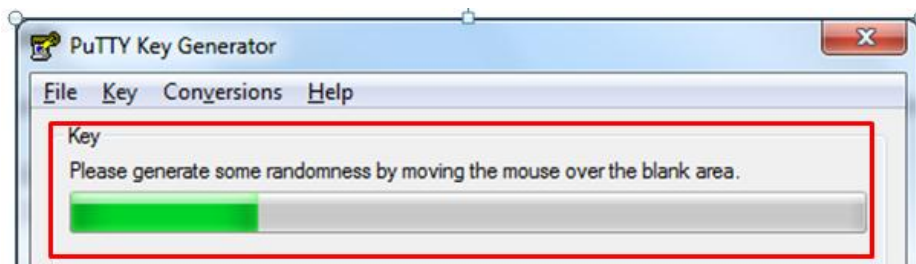 PuTTY Key Generator
File Key Conversions Help
Key
Please generate some randomness by moving the mouse over the blank area.